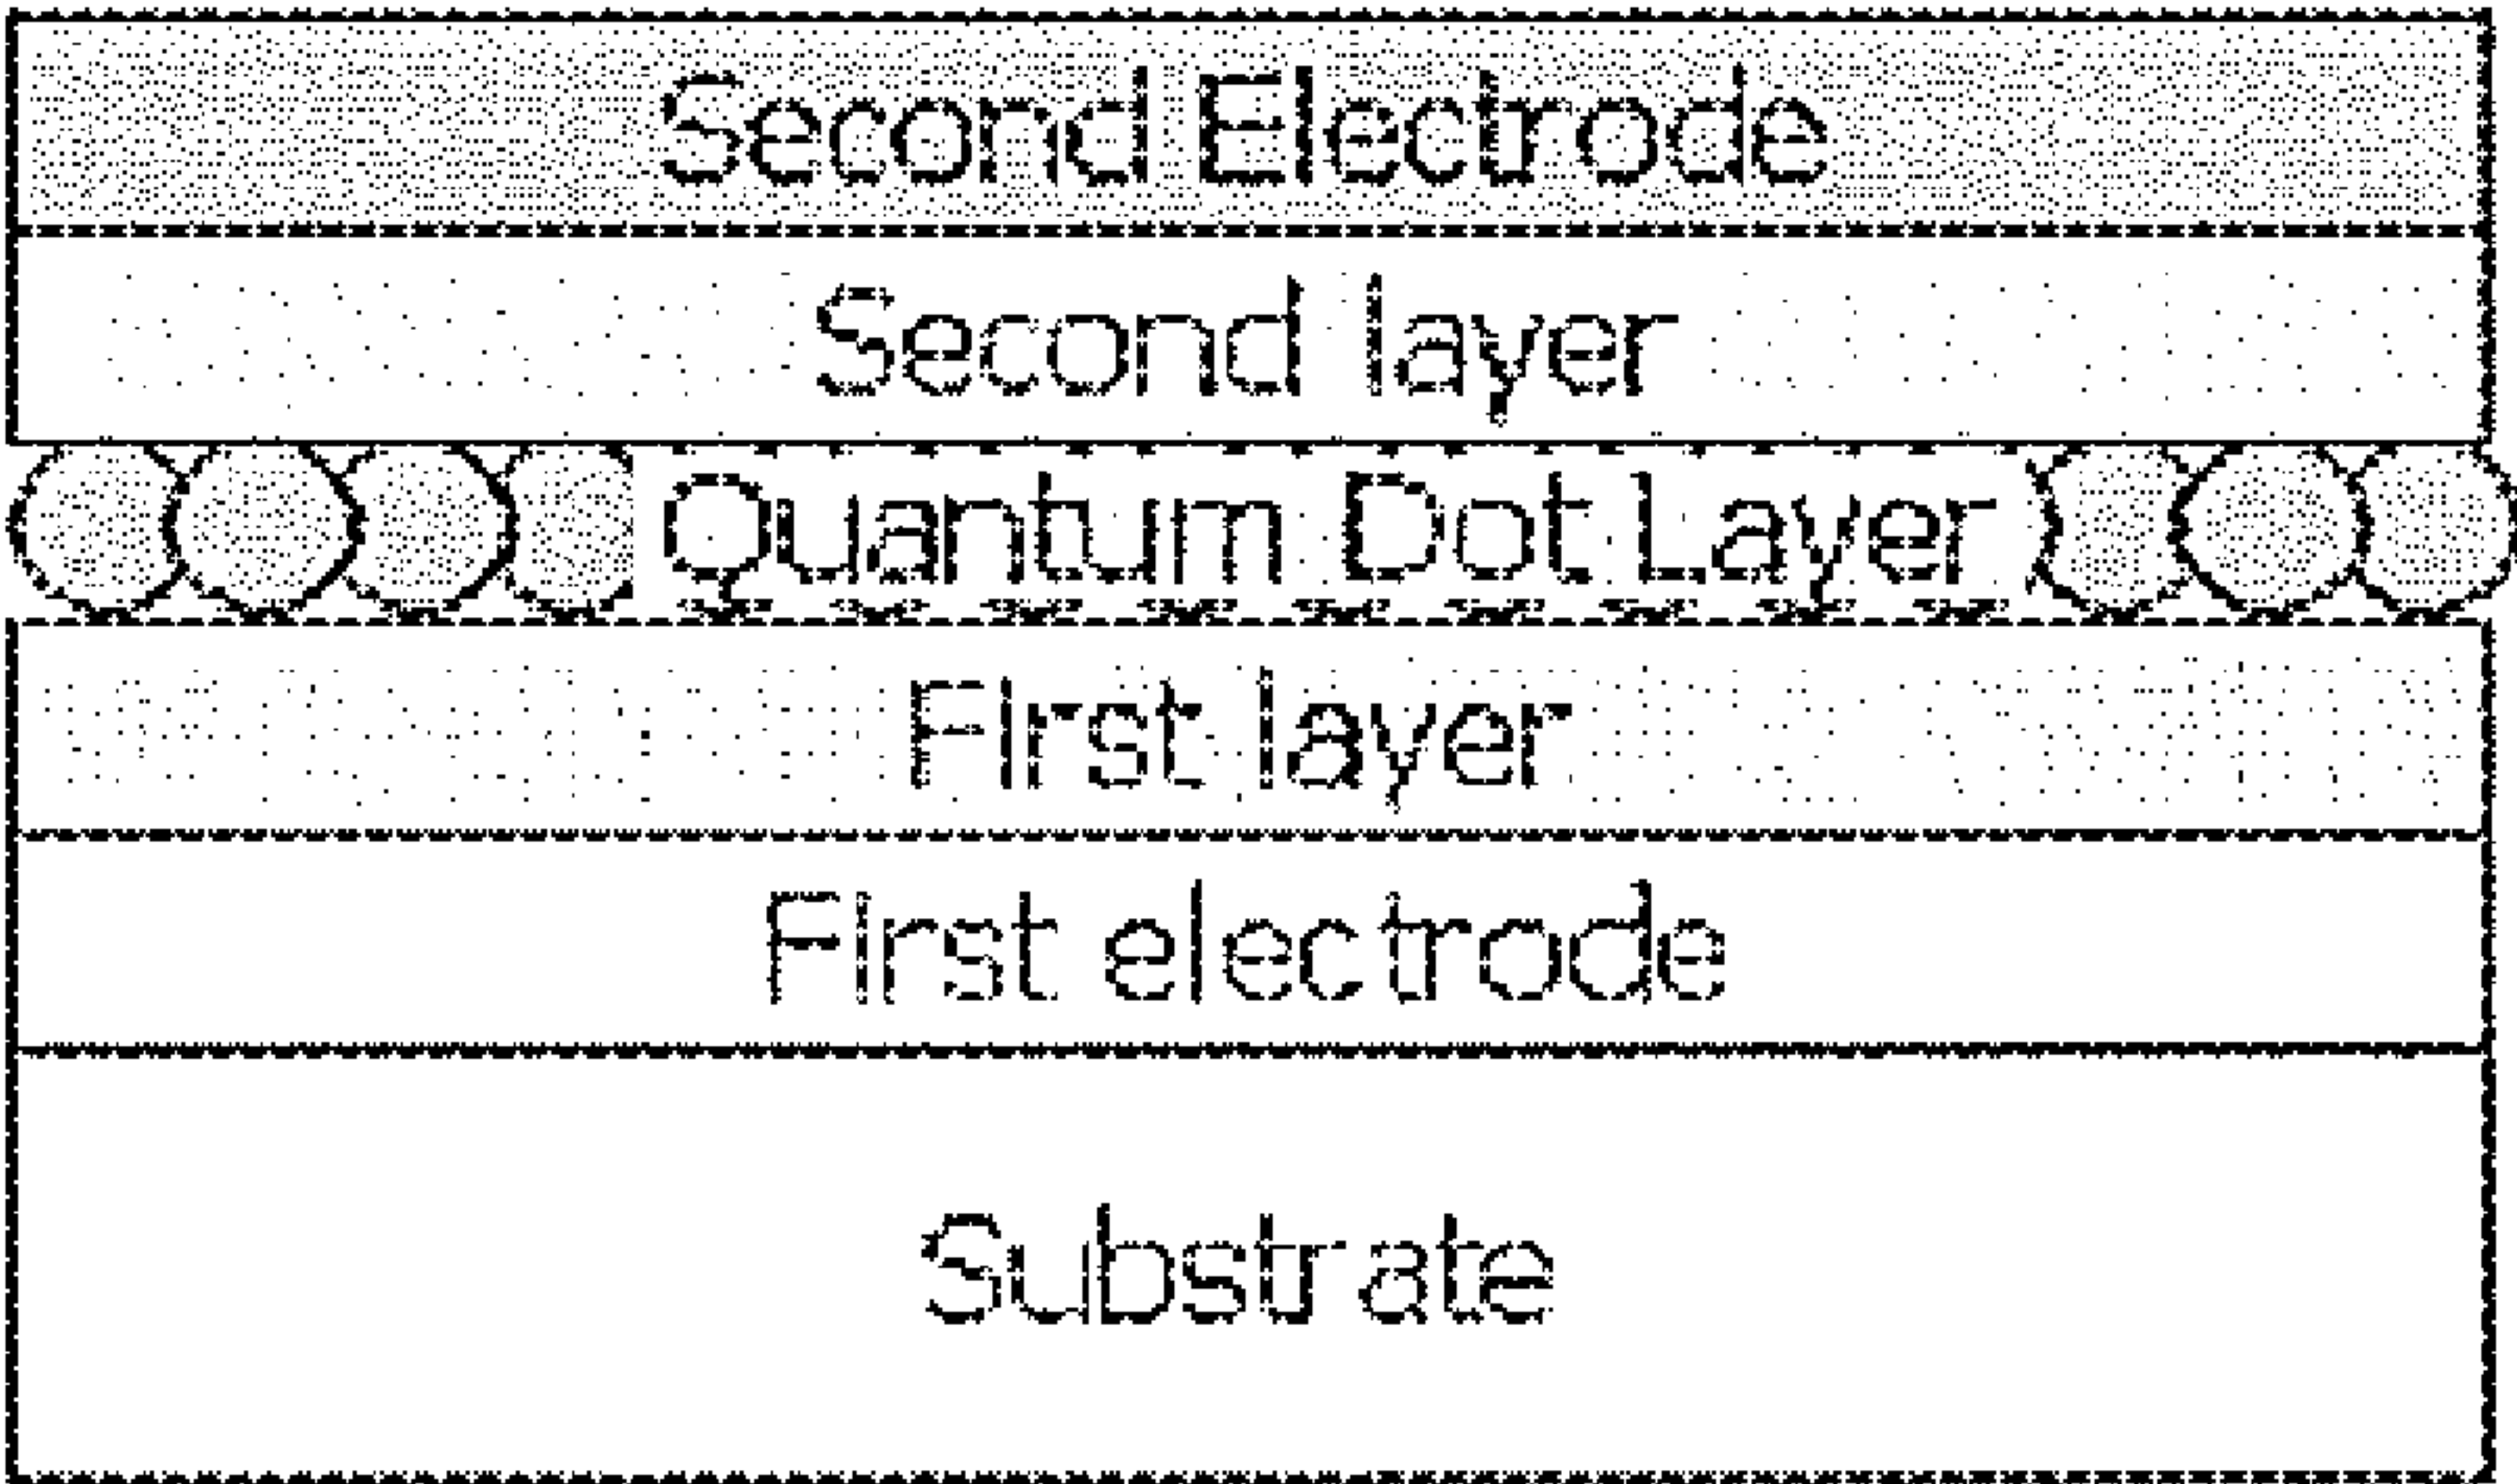 Second Electrode
Second layer
Quantum Dot Layer
First layer
First electrode
Substrate